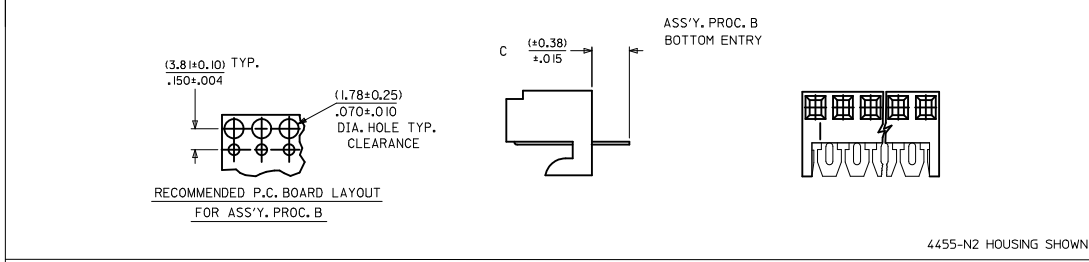 (3.81±0.10) TYP.
.150±.004
(1.78±0.25)
.070±.010
DIA. HOLE TYP.
CLEARANCE
RECOMMENDED P.C. BOARD LAYOUT
FOR ASS'Y. PROC. B
C (±0.38)
±.015
ASS'Y. PROC. B
BOTTOM ENTRY
4455-N2 HOUSING SHOWN